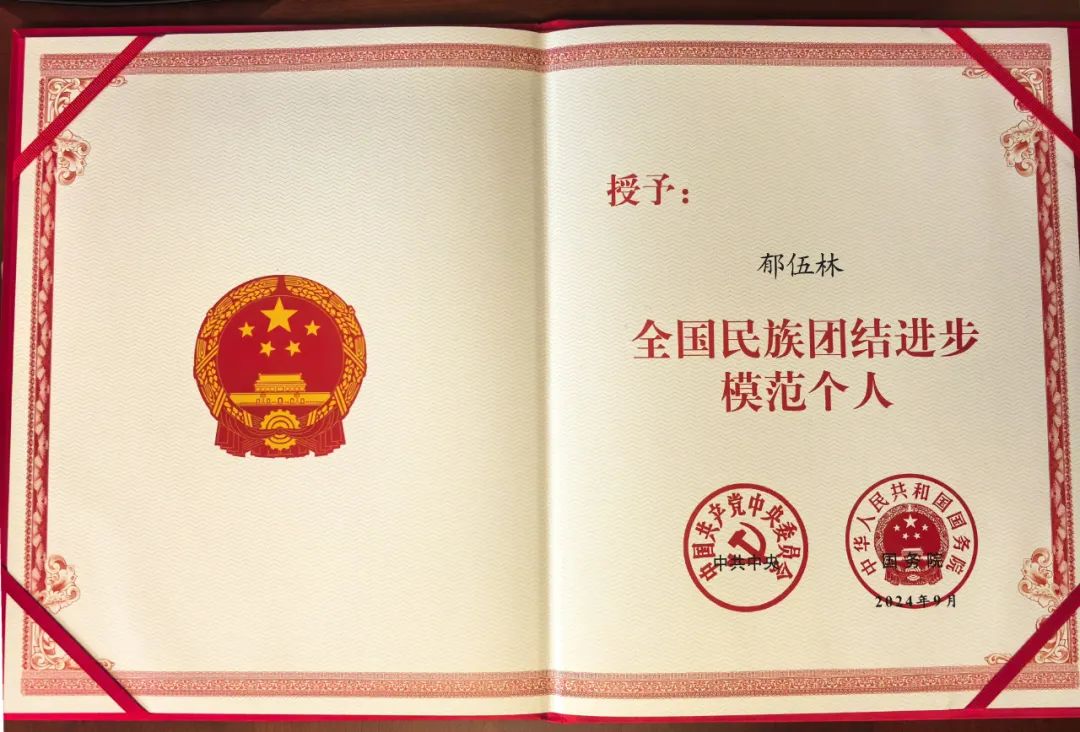 授予：
郁伍林
全国民族团结进步
模范个人
中国共产党中央委员会
中共中央
中华人民共和国国务院
国务院
2024年9月